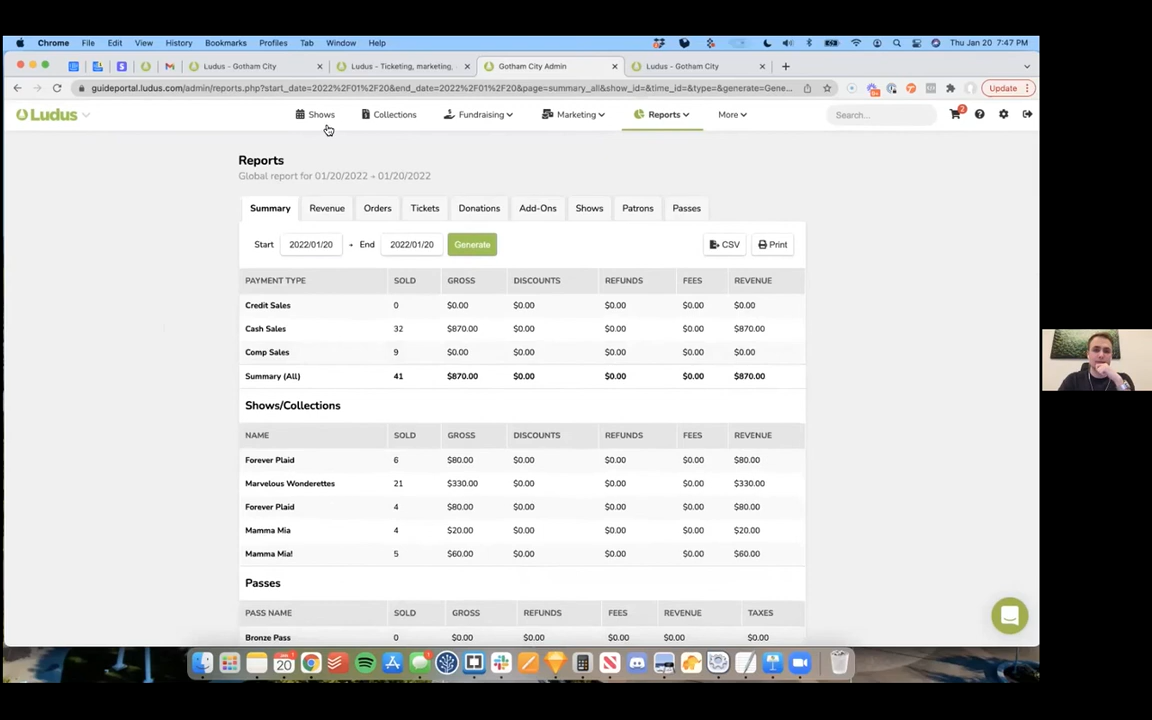 Chrome File Edit View History Bookmarks Profiles Tab Window Help Thu Jan 20 7:47 PM
Ludus - Gotham City Ludus - Ticketing, marketing, Gotham City Admin Ludus - Gotham City
guideportal.ludus.com/admin/reports.php?start_date=2022%2F01%2F20&end_date=2022%2F01%2F20&page=summary_all&show_id=&time_id=&type=&generate=Gene... Update
Ludus Shows Collections Fundraising Marketing Reports More Search... 2
Reports
Global report for 01/20/2022 → 01/20/2022
Summary Revenue Orders Tickets Donations Add-Ons Shows Patrons Passes
Start 2022/01/20 → End 2022/01/20 Generate CSV Print
PAYMENT TYPE SOLD GROSS DISCOUNTS REFUNDS FEES REVENUE
Credit Sales 0 $0.00 $0.00 $0.00 $0.00 $0.00
Cash Sales 32 $870.00 $0.00 $0.00 $0.00 $870.00
Comp Sales 9 $0.00 $0.00 $0.00 $0.00 $0.00
Summary (All) 41 $870.00 $0.00 $0.00 $0.00 $870.00
Shows/Collections
NAME SOLD GROSS DISCOUNTS REFUNDS FEES REVENUE
Forever Plaid 6 $80.00 $0.00 $0.00 $0.00 $80.00
Marvelous Wonderettes 21 $330.00 $0.00 $0.00 $0.00 $330.00
Forever Plaid 4 $80.00 $0.00 $0.00 $0.00 $80.00
Mamma Mia 4 $20.00 $0.00 $0.00 $0.00 $20.00
Mamma Mia! 5 $60.00 $0.00 $0.00 $0.00 $60.00
Passes
PASS NAME SOLD GROSS REFUNDS FEES REVENUE TAXES
Bronze Pass 0 $0.00 $0.00 $0.00 $0.00 $0.00
20